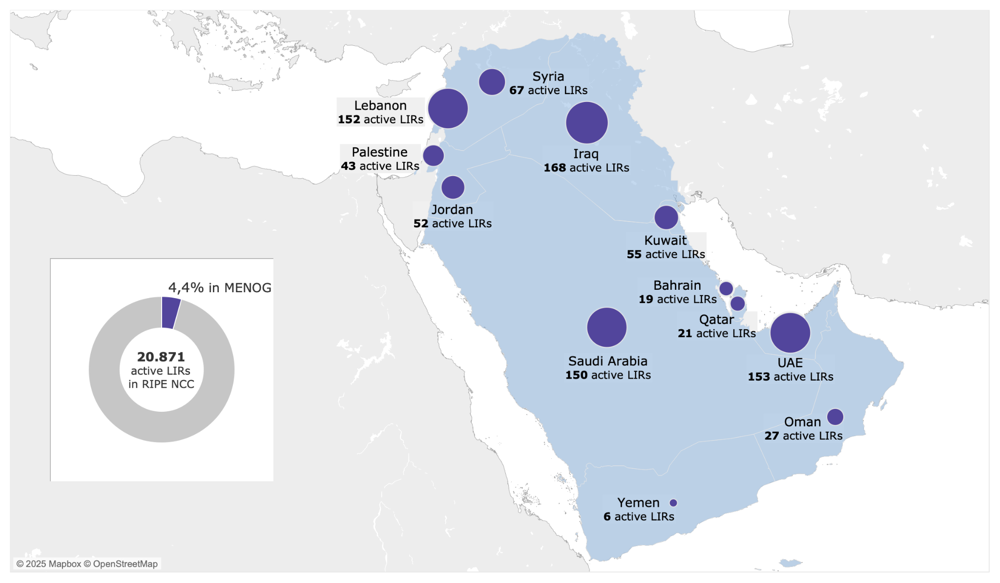 Syria
67 active LIRs
Lebanon
152 active LIRs
Palestine
43 active LIRs
Iraq
168 active LIRs
Jordan
52 active LIRs
Kuwait
55 active LIRs
Bahrain
19 active LIRs
Qatar
21 active LIRs
Saudi Arabia
150 active LIRs
UAE
153 active LIRs
Oman
27 active LIRs
Yemen
6 active LIRs
4,4% in MENOG
20.871
active LIRs
in RIPE NCC
© 2025 Mapbox © OpenStreetMap